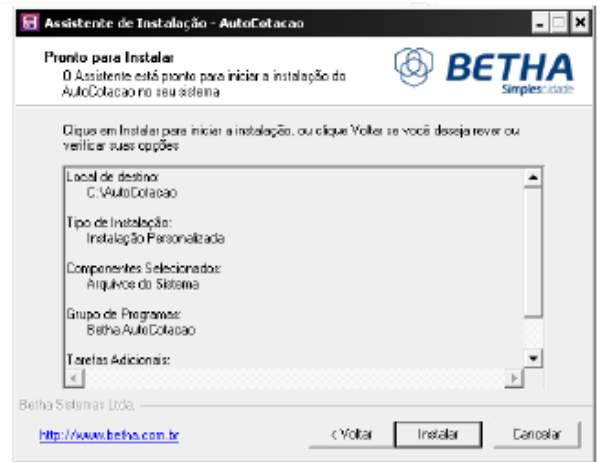 Assistente de Instalação - AutoCotacao
Pronto para Instalar
O Assistente está pronto para iniciar a instalação do
AutoCotacao no seu sistema
BETHA
Simplescidade
Clique em Instalar para iniciar a instalação, ou clique Voltar se você deseja rever ou
verificar suas opções
Local de destino:
C:\AutoCotacao
Tipo de Instalação:
Instalação Personalizada
Componentes Selecionados:
Arquivos do Sistema
Grupo de Programas:
Betha AutoCotacao
Tarefas Adicionais:
Betha Sistemas Ltda.
http://www.betha.com.br
< Voltar
Instalar
Cancelar